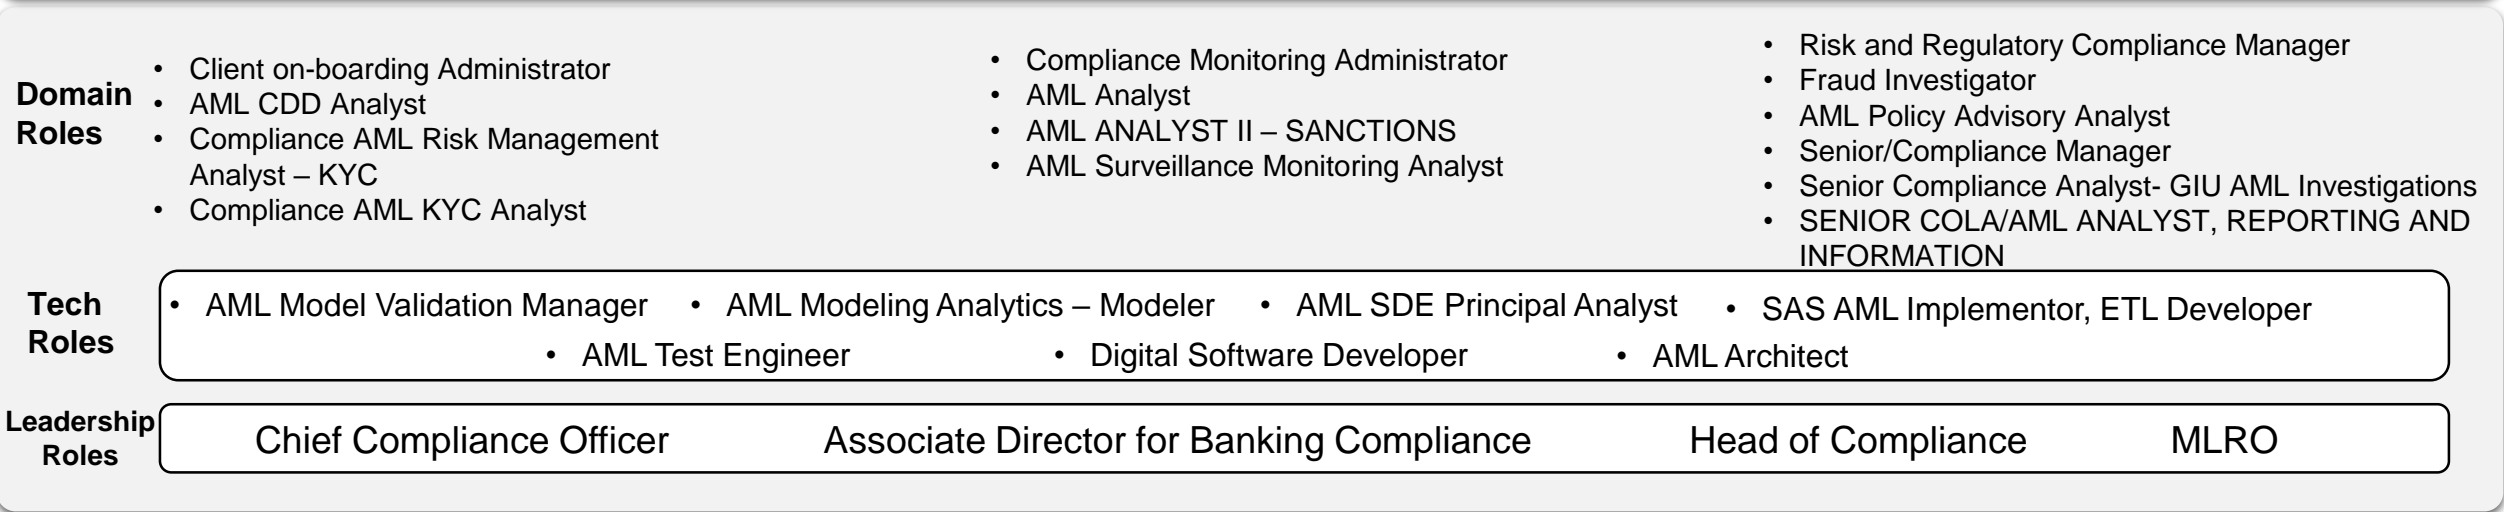 Domain
Roles
• Client on-boarding Administrator
• AML CDD Analyst
• Compliance AML Risk Management
Analyst – KYC
• Compliance AML KYC Analyst
• Compliance Monitoring Administrator
• AML Analyst
• AML ANALYST II – SANCTIONS
• AML Surveillance Monitoring Analyst
• Risk and Regulatory Compliance Manager
• Fraud Investigator
• AML Policy Advisory Analyst
• Senior/Compliance Manager
• Senior Compliance Analyst- GIU AML Investigations
• SENIOR COLA/AML ANALYST, REPORTING AND
INFORMATION
Tech
Roles
• AML Model Validation Manager • AML Modeling Analytics – Modeler • AML SDE Principal Analyst • SAS AML Implementor, ETL Developer
• AML Test Engineer • Digital Software Developer • AML Architect
Leadership
Roles
Chief Compliance Officer Associate Director for Banking Compliance Head of Compliance MLRO